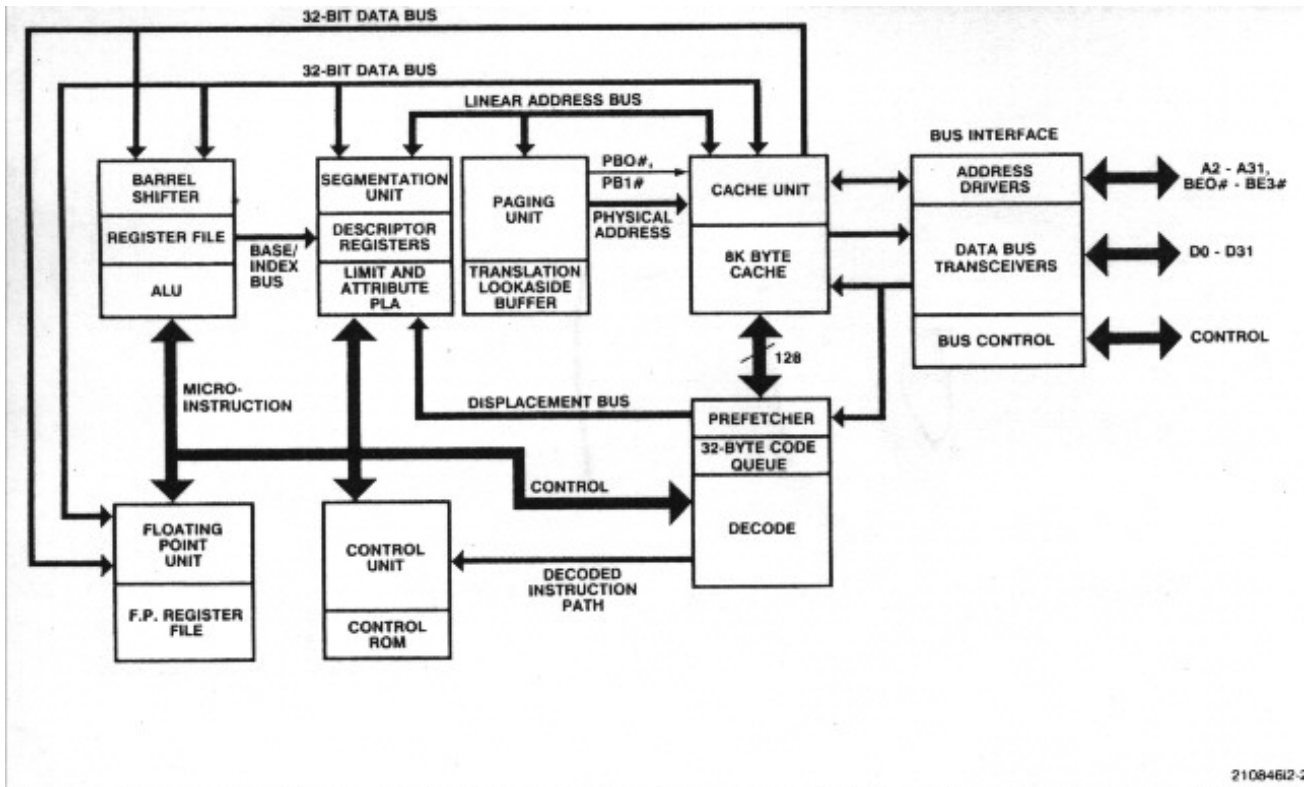 32-BIT DATA BUS
32-BIT DATA BUS
LINEAR ADDRESS BUS
BUS INTERFACE
BARREL
SHIFTER
REGISTER FILE
ALU
BASE/
INDEX
BUS
SEGMENTATION
UNIT
DESCRIPTOR
REGISTERS
LIMIT AND
ATTRIBUTE
PLA
PAGING
UNIT
TRANSLATION
LOOKASIDE
BUFFER
PBO#,
PB1#
PHYSICAL
ADDRESS
CACHE UNIT
8K BYTE
CACHE
ADDRESS
DRIVERS
DATA BUS
TRANSCEIVERS
BUS CONTROL
A2 - A31,
BEO# - BE3#
D0 - D31
CONTROL
128
MICRO-
INSTRUCTION
DISPLACEMENT BUS
PREFETCHER
32-BYTE CODE
QUEUE
DECODE
CONTROL
FLOATING
POINT
UNIT
F.P. REGISTER
FILE
CONTROL
UNIT
CONTROL
ROM
DECODED
INSTRUCTION
PATH